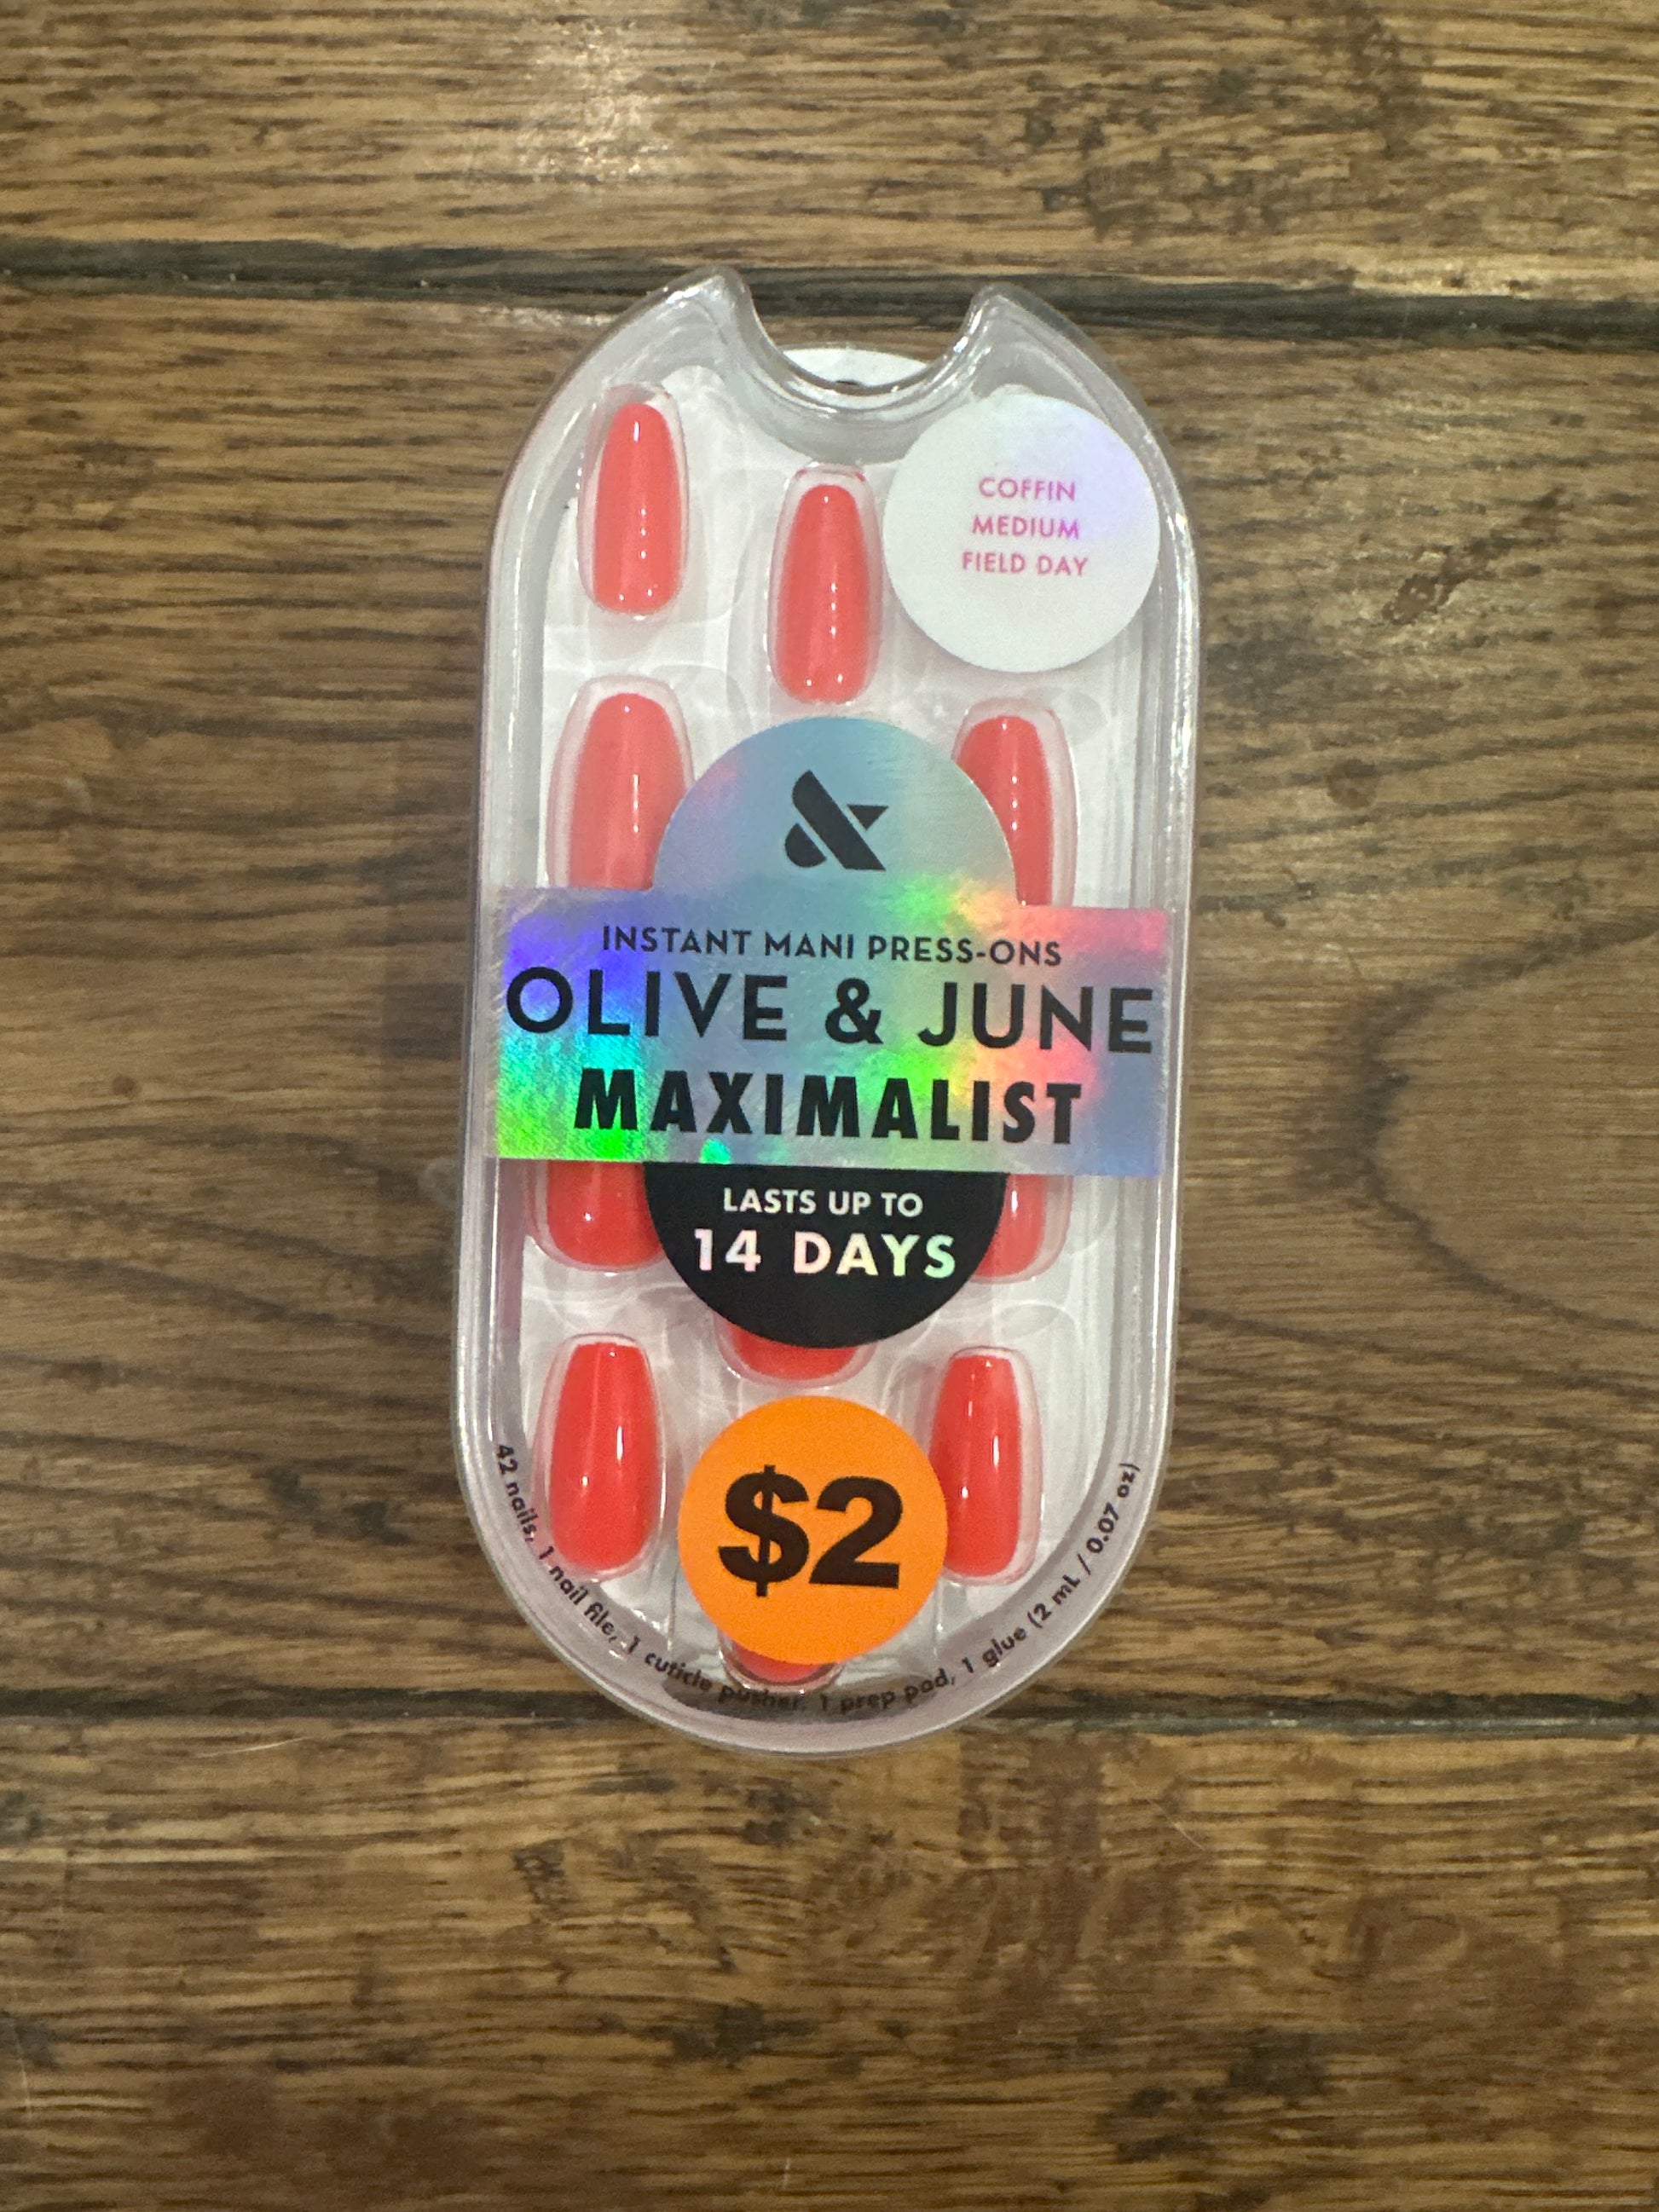 COFFIN
MEDIUM
FIELD DAY
&
INSTANT MANI PRESS-ONS
OLIVE & JUNE
MAXIMALIST
LASTS UP TO
14 DAYS
$2
42 nails, 1 nail file, 1 cuticle pusher, 1 prep pad, 1 glue (2 mL / 0.07 oz)